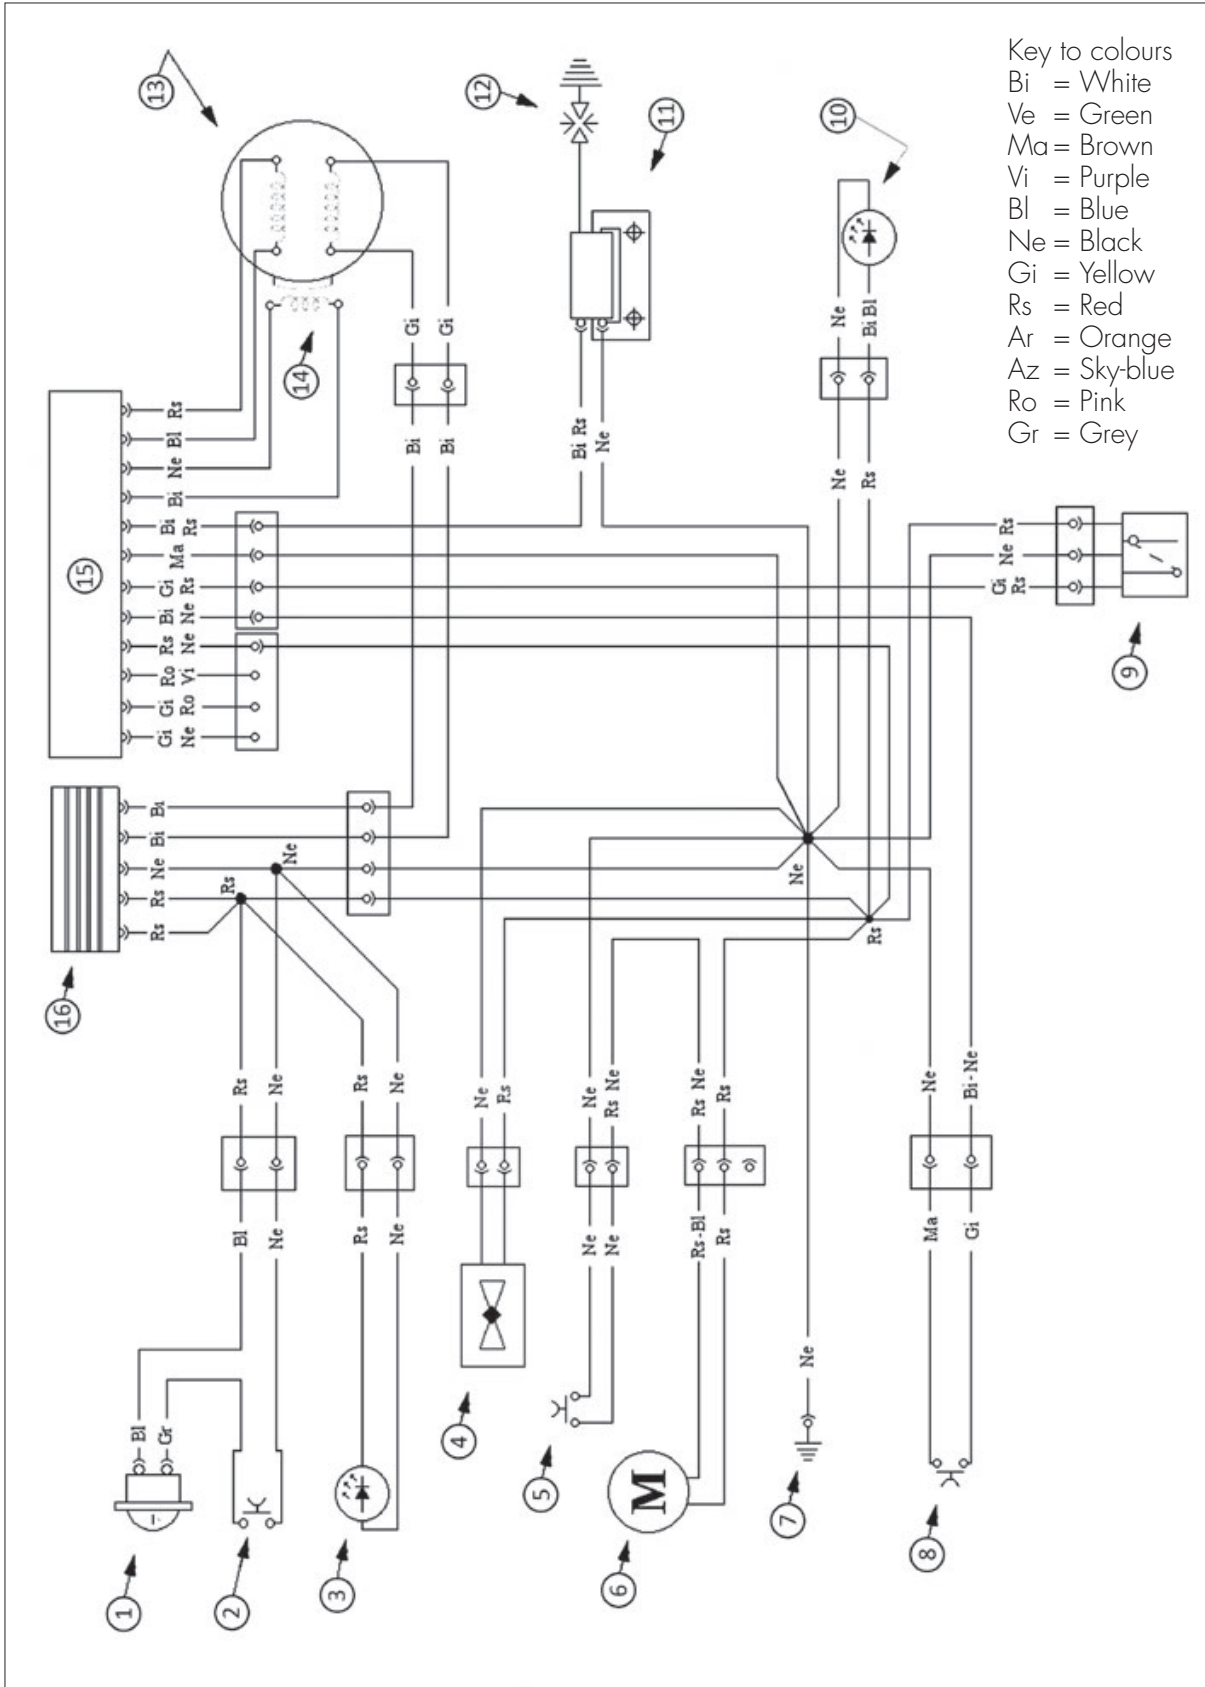 Key to colours
Bi = White
Ve = Green
Ma = Brown
Vi = Purple
Bl = Blue
Ne = Black
Gi = Yellow
Rs = Red
Ar = Orange
Az = Sky-blue
Ro = Pink
Gr = Grey
13
12
11
10
14
15
16
9
1
2
3
4
5
6
7
8
M
Rs
Bl
Ne
Bi
Bi Rs
Ma
Gi Rs
Bi Ne
Rs Ne
Ro Vi
Gi Ro
Gi Ne
Gi
Gi
Bi
Bi
Bi Rs
Ne
Ne
Bi Bl
Ne
Rs
Rs
Ne
Gi Rs
Bi
Bi
Ne
Rs
Rs
Rs
Ne
Ne
Rs
Rs
Ne
Rs
Ne
Ne
Rs
Ne
Rs Ne
Rs Ne
Rs
Ne
Bi-Ne
Bl
Ne
Rs
Ne
Ne
Ne
Rs-Bl
Rs
Ma
Gi
Bl
Gr
Ne